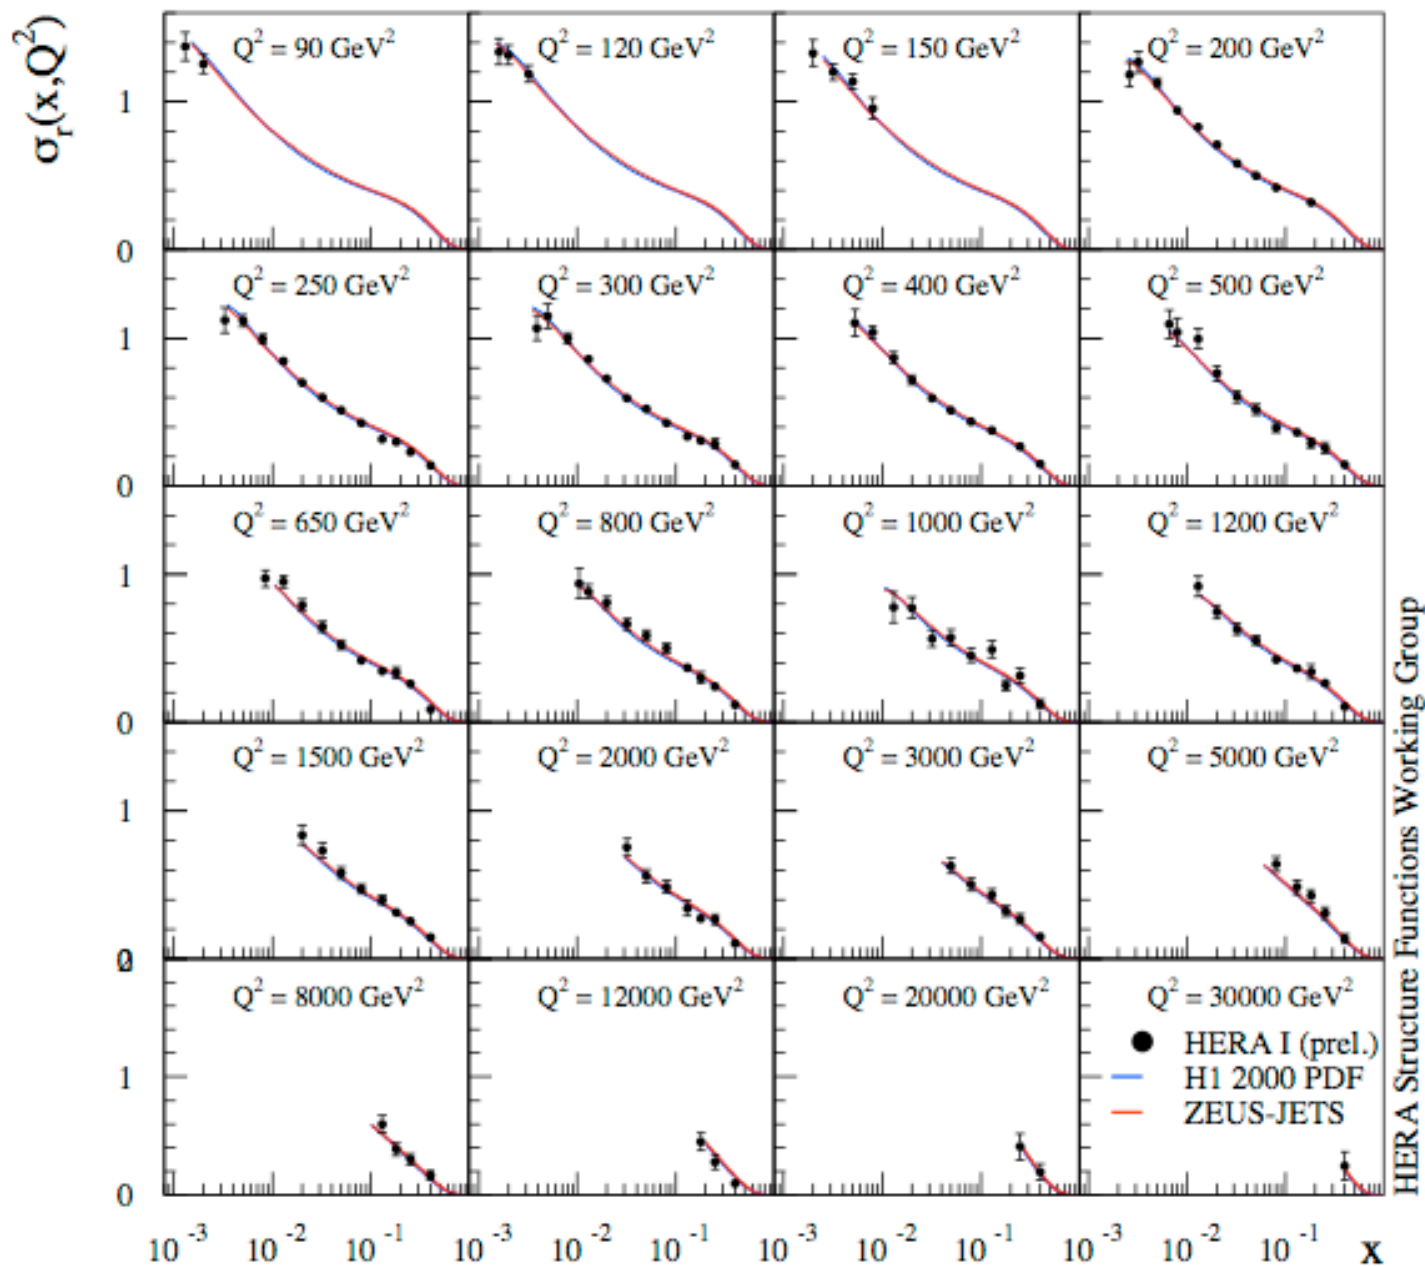 σr(x,Q²)
Q² = 90 GeV²
Q² = 120 GeV²
Q² = 150 GeV²
Q² = 200 GeV²
1
0
Q² = 250 GeV²
Q² = 300 GeV²
Q² = 400 GeV²
Q² = 500 GeV²
1
0
Q² = 650 GeV²
Q² = 800 GeV²
Q² = 1000 GeV²
Q² = 1200 GeV²
1
0
Q² = 1500 GeV²
Q² = 2000 GeV²
Q² = 3000 GeV²
Q² = 5000 GeV²
1
2
Q² = 8000 GeV²
Q² = 12000 GeV²
Q² = 20000 GeV²
Q² = 30000 GeV²
HERA I (prel.)
H1 2000 PDF
ZEUS-JETS
1
0
10⁻³ 10⁻² 10⁻¹ 10 10⁻³ 10⁻² 10⁻¹ 10 10⁻³ 10⁻² 10⁻¹ 10 10⁻³ 10⁻² 10⁻¹ x
HERA Structure Functions Working Group